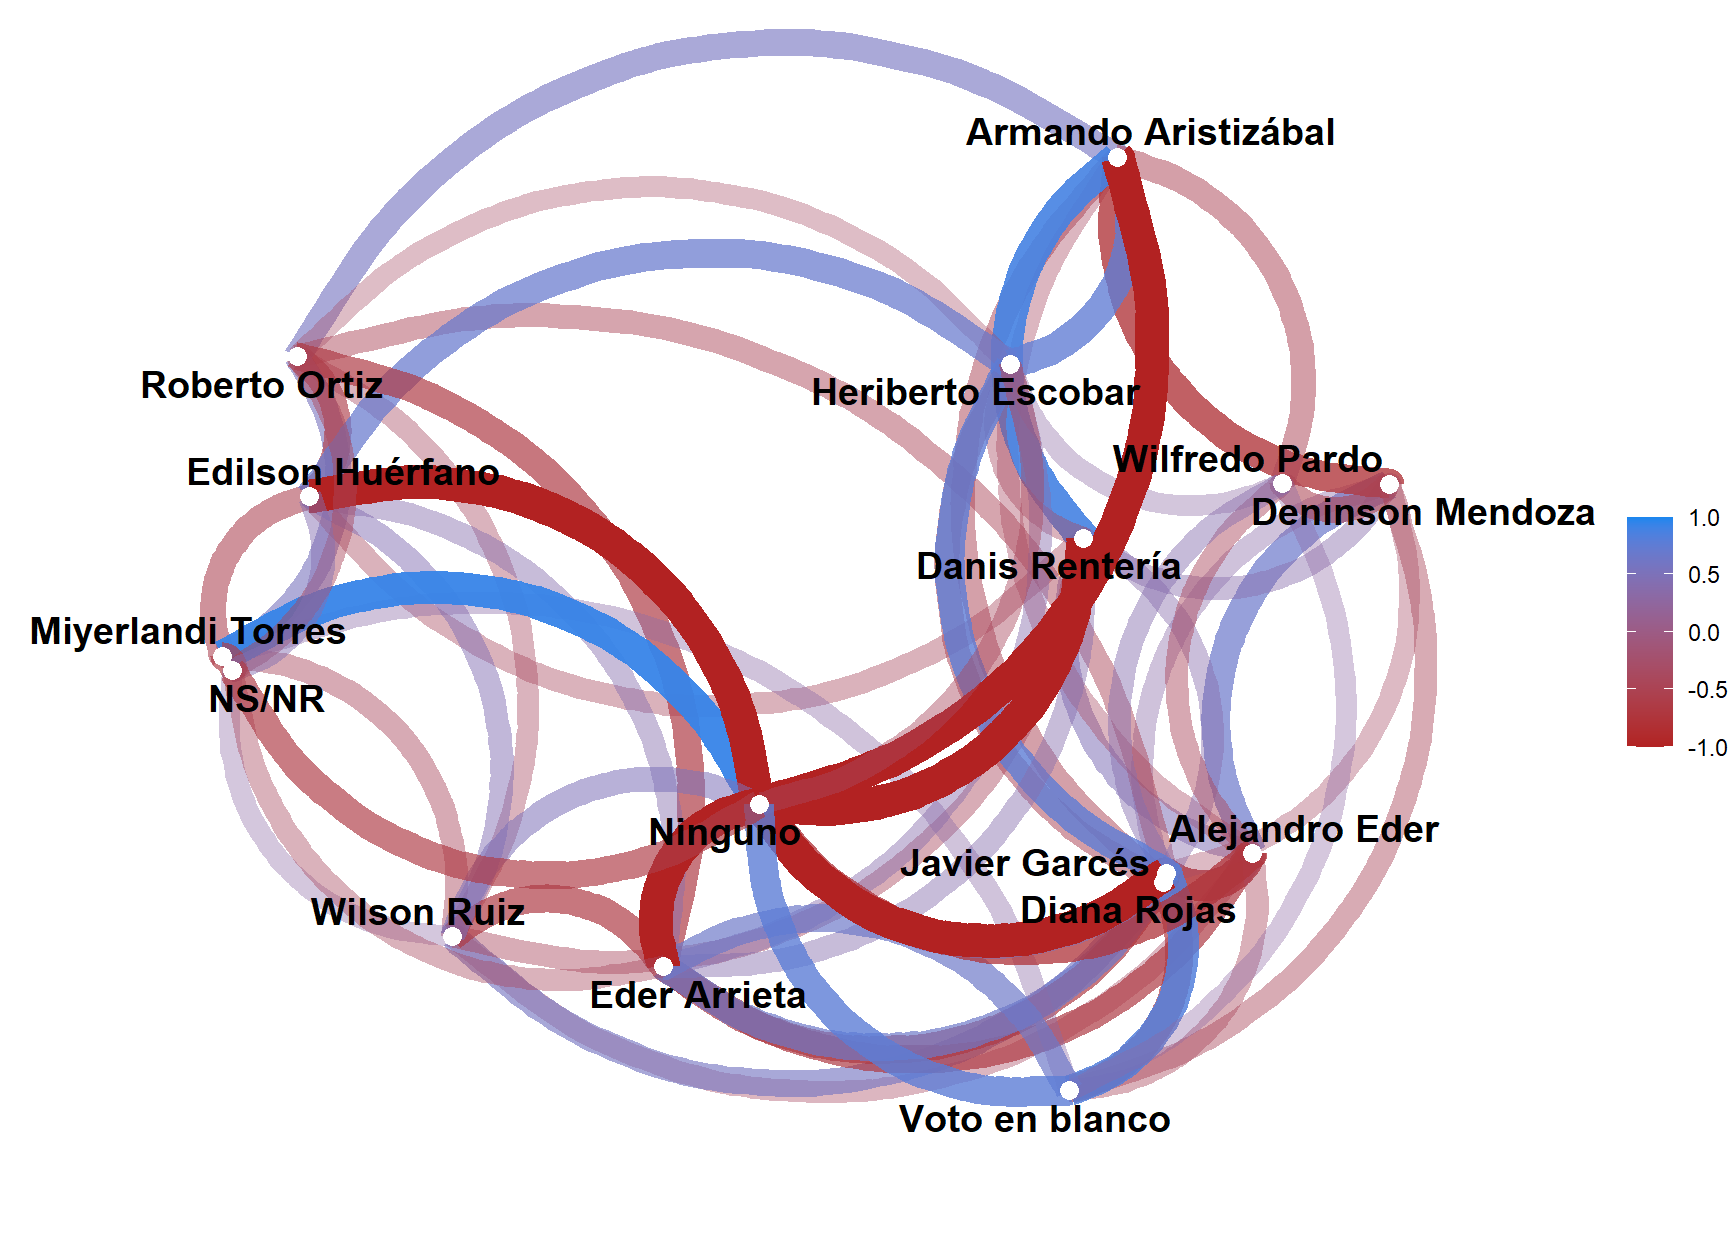 Armando Aristizábal
Roberto Ortiz
Heriberto Escobar
Edilson Huérfano
Wilfredo Pardo
Deninson Mendoza
Danis Rentería
Miyerlandi Torres
NS/NR
Ninguno
Alejandro Eder
Javier Garcés
Diana Rojas
Wilson Ruiz
Eder Arrieta
Voto en blanco
1.0
0.5
0.0
-0.5
-1.0